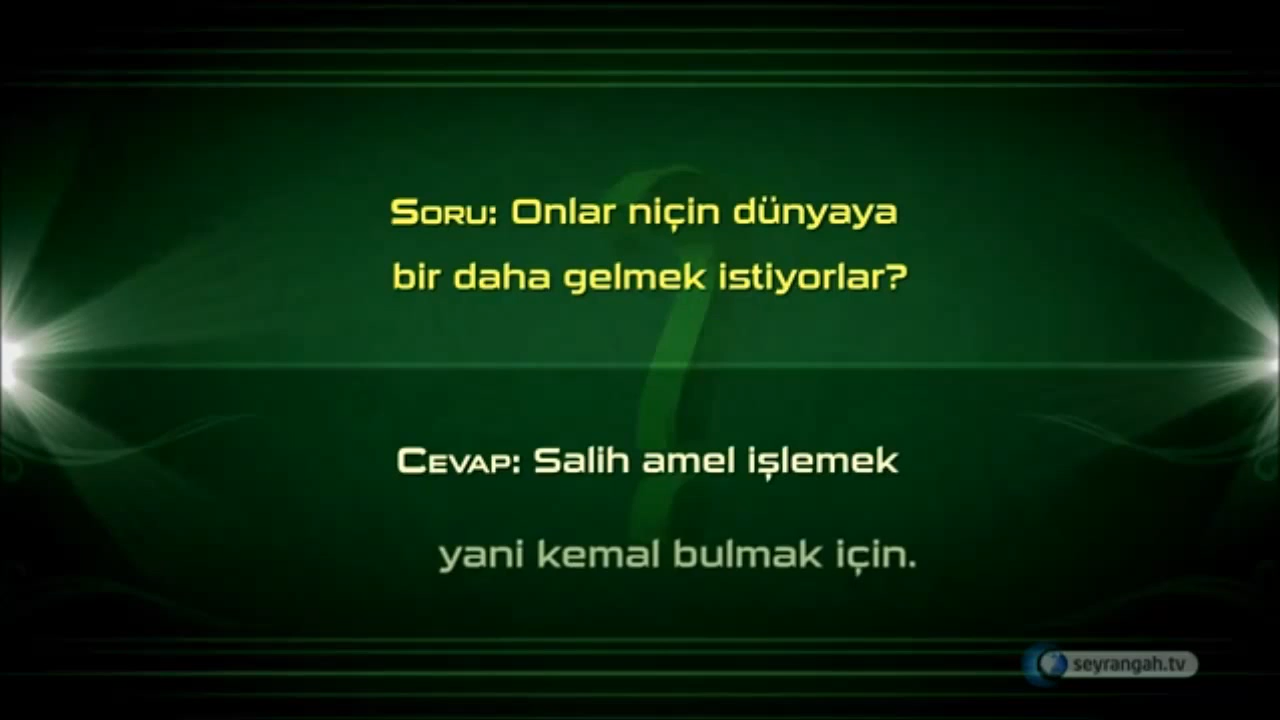 Soru: Onlar niçin dünyaya
bir daha gelmek istiyorlar?
Cevap: Salih amel işlemek
yani kemal bulmak için.
seyrangah.tv